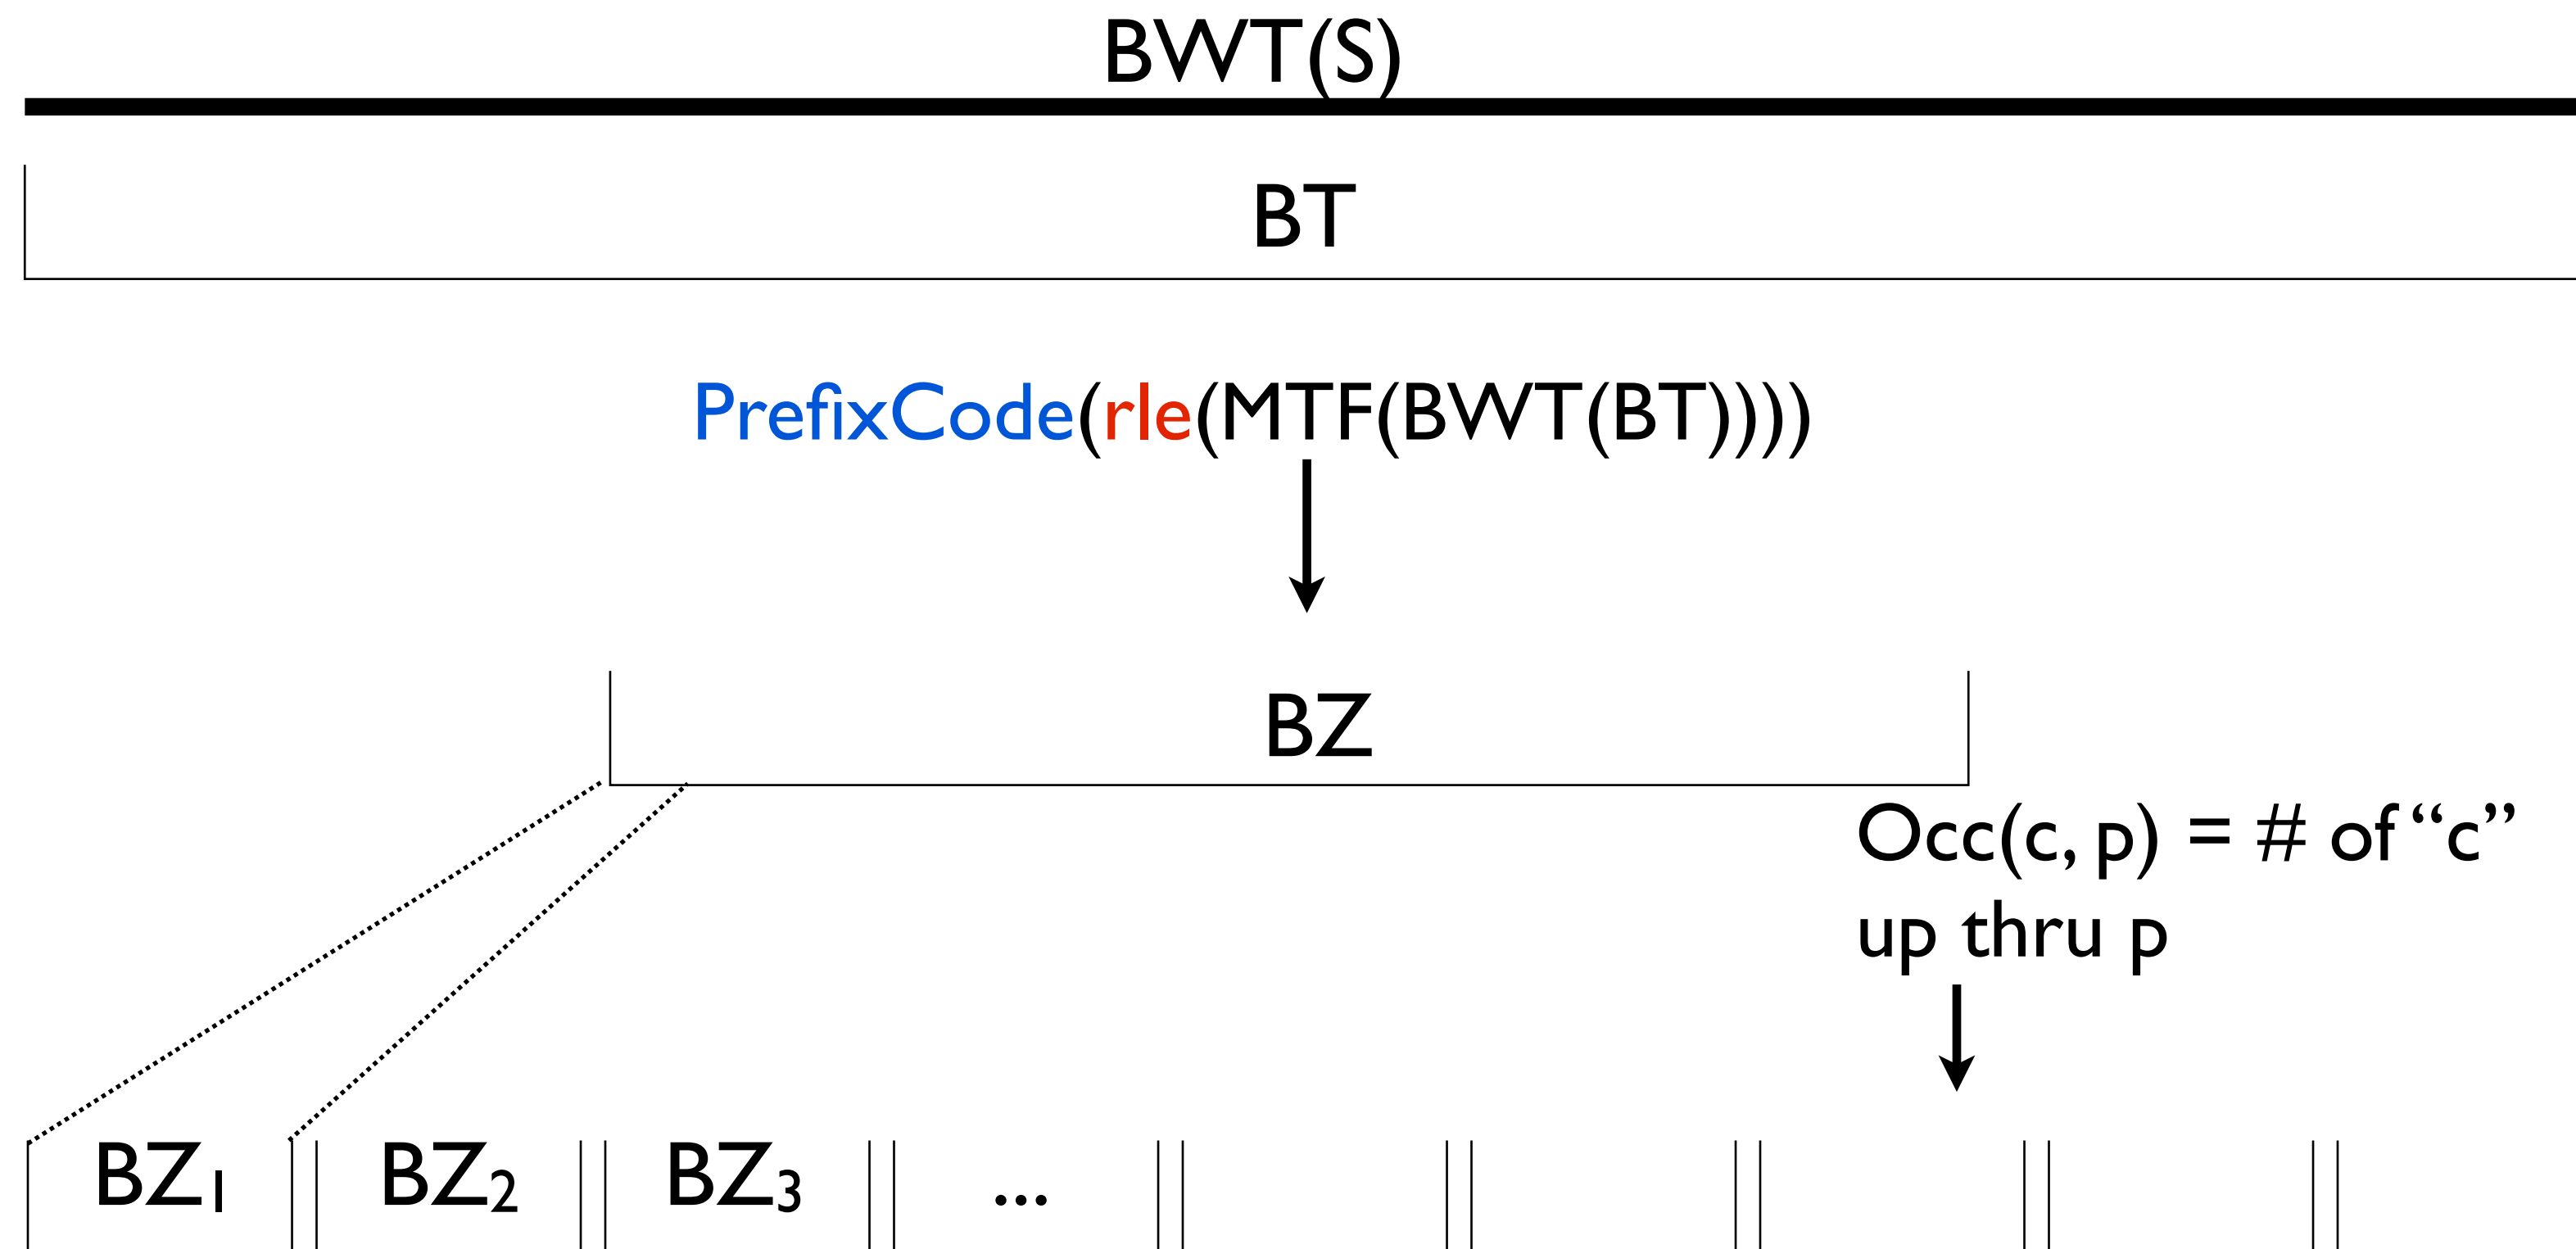 BWT(S)
BT
PrefixCode(rle(MTF(BWT(BT))))
BZ
Occ(c, p) = # of “c”
up thru p
BZ₁ BZ₂ BZ₃ ...